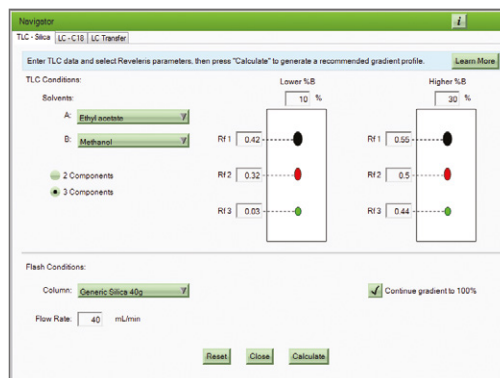 Navigator
i
TLC - Silica LC - C18 LC Transfer
Enter TLC data and select Reveleris parameters, then press "Calculate" to generate a recommended gradient profile. Learn More
TLC Conditions: Lower %B Higher %B
Solvents: 10 % 30 %
A: Ethyl acetate
B: Methanol
Rf 1 0.42 Rf 1 0.55
2 Components
Rf 2 0.32 Rf 2 0.5
3 Components
Rf 3 0.03 Rf 3 0.44
Flash Conditions:
Column: Generic Silica 40g Continue gradient to 100%
Flow Rate: 40 mL/min
Reset Close Calculate